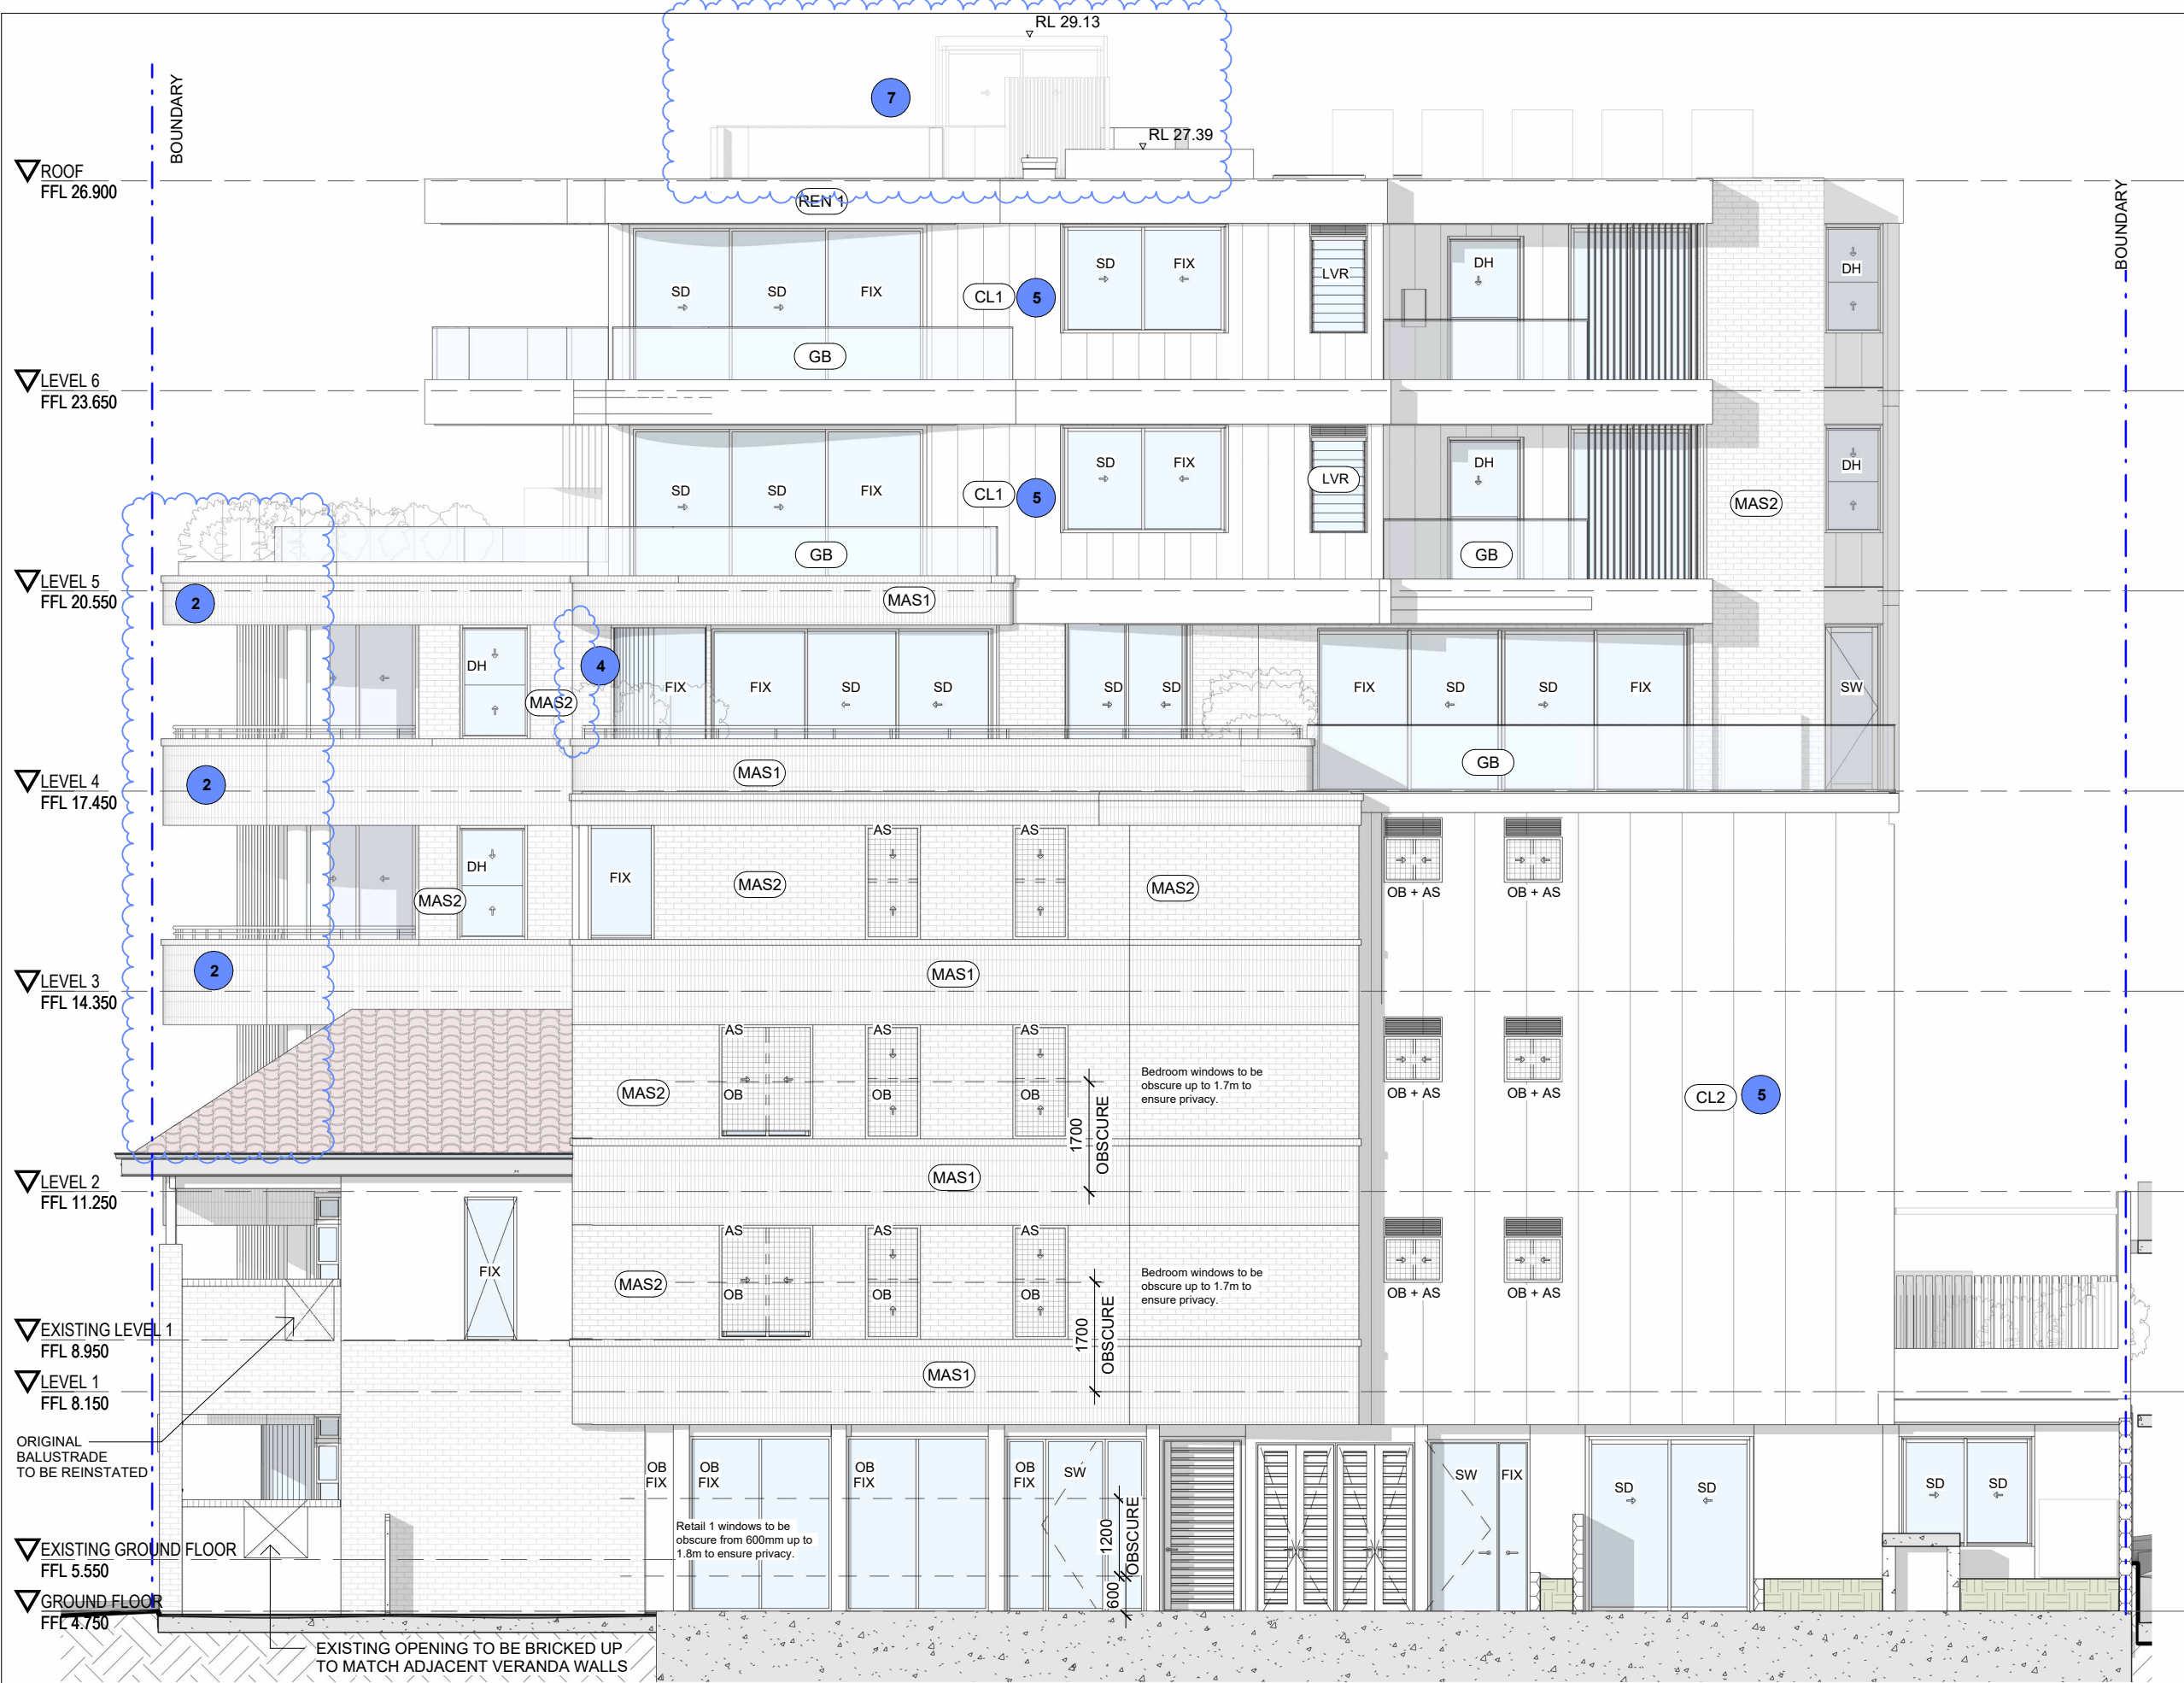 RL 29.13
BOUNDARY
7
RL 27.39
ROOF
FFL 26.900
BOUNDARY
REN 1
SD
SD
FIX
CL1
5
SD
FIX
LVR
DH
DH
GB
LEVEL 6
FFL 23.650
SD
SD
FIX
CL1
5
SD
FIX
LVR
DH
DH
MAS2
GB
GB
LEVEL 5
FFL 20.550
2
MAS1
4
DH
MAS2
FIX
FIX
SD
SD
SD
SD
FIX
SD
SD
FIX
SW
LEVEL 4
FFL 17.450
2
MAS1
GB
AS
AS
DH
MAS2
FIX
MAS2
MAS2
OB + AS
OB + AS
LEVEL 3
FFL 14.350
2
MAS1
AS
AS
AS
MAS2
OB
OB
OB
1700
OBSCURE
Bedroom windows to be
obscure up to 1.7m to
ensure privacy.
OB + AS
OB + AS
CL2
5
LEVEL 2
FFL 11.250
MAS1
AS
AS
AS
FIX
MAS2
OB
OB
OB
1700
OBSCURE
Bedroom windows to be
obscure up to 1.7m to
ensure privacy.
OB + AS
OB + AS
EXISTING LEVEL 1
FFL 8.950
LEVEL 1
FFL 8.150
MAS1
ORIGINAL
BALUSTRADE
TO BE REINSTATED
OB
FIX
OB
FIX
OB
FIX
OB
FIX
SW
SW
FIX
SD
SD
SD
SD
Retail 1 windows to be
obscure from 600mm up to
1.8m to ensure privacy.
1200
OBSCURE
600
EXISTING GROUND FLOOR
FFL 5.550
GROUND FLOOR
FFL 4.750
EXISTING OPENING TO BE BRICKED UP
TO MATCH ADJACENT VERANDA WALLS